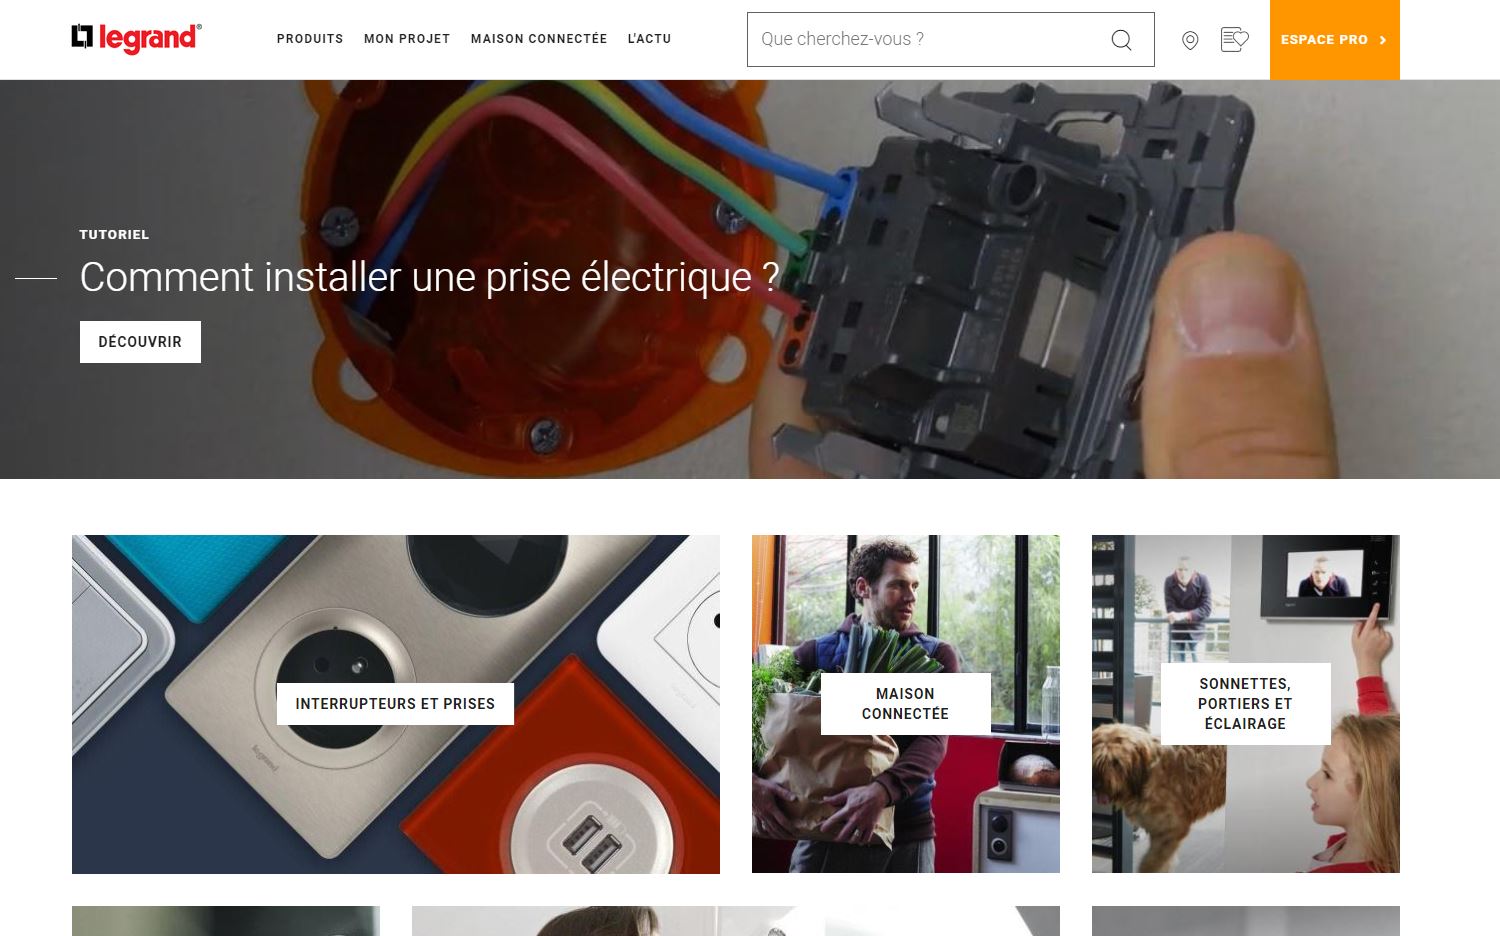 legrand®
PRODUITS
MON PROJET
MAISON CONNECTÉE
L'ACTU
Que cherchez-vous ?
ESPACE PRO
TUTORIEL
Comment installer une prise électrique ?
DÉCOUVRIR
INTERRUPTEURS ET PRISES
legrand
MAISON
CONNECTÉE
SONNETTES,
PORTIERS ET
ÉCLAIRAGE